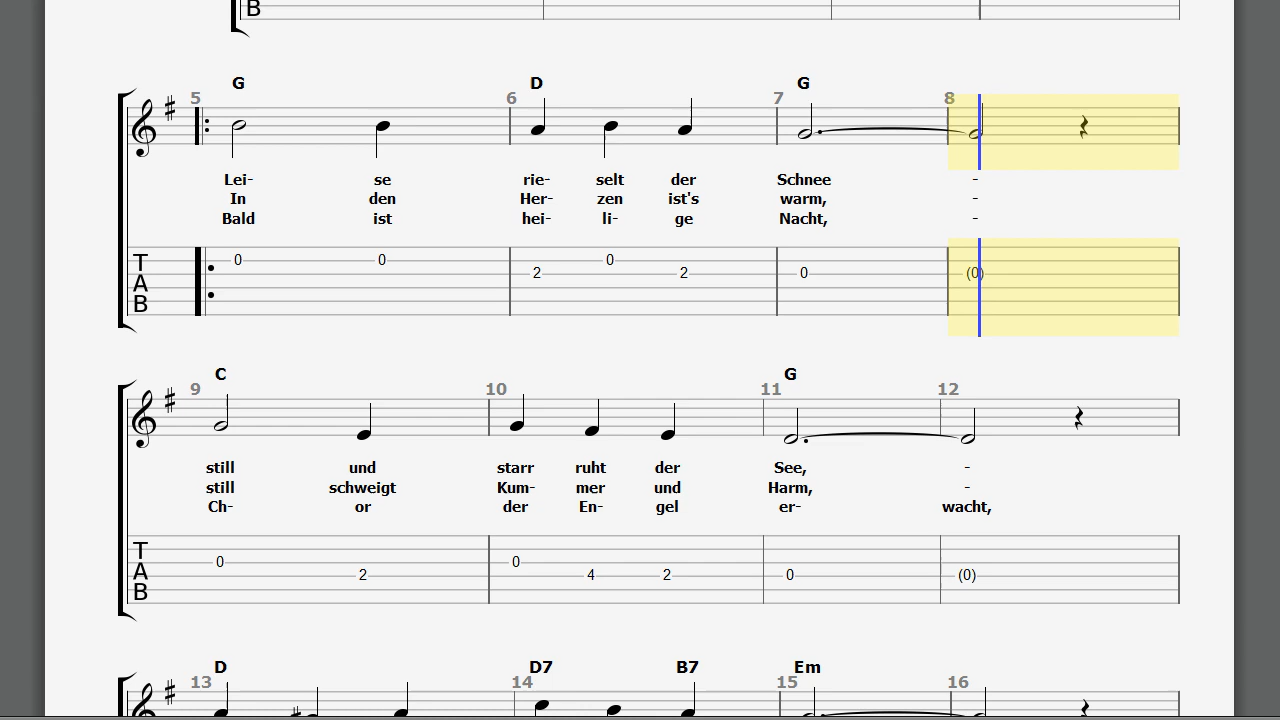 B
G D G
5 6 7 8
Lei- se rie- selt der Schnee -
In den Her- zen ist's warm, -
Bald ist hei- li- ge Nacht, -
T
A
B
0 0 2 0 2 0 (0)
C G
9 10 11 12
still und starr ruht der See, -
still schweigt Kum- mer und Harm, -
Ch- or der En- gel er- wacht,
T
A
B
0 2 0 4 2 0 (0)
D D7 B7 Em
13 14 15 16